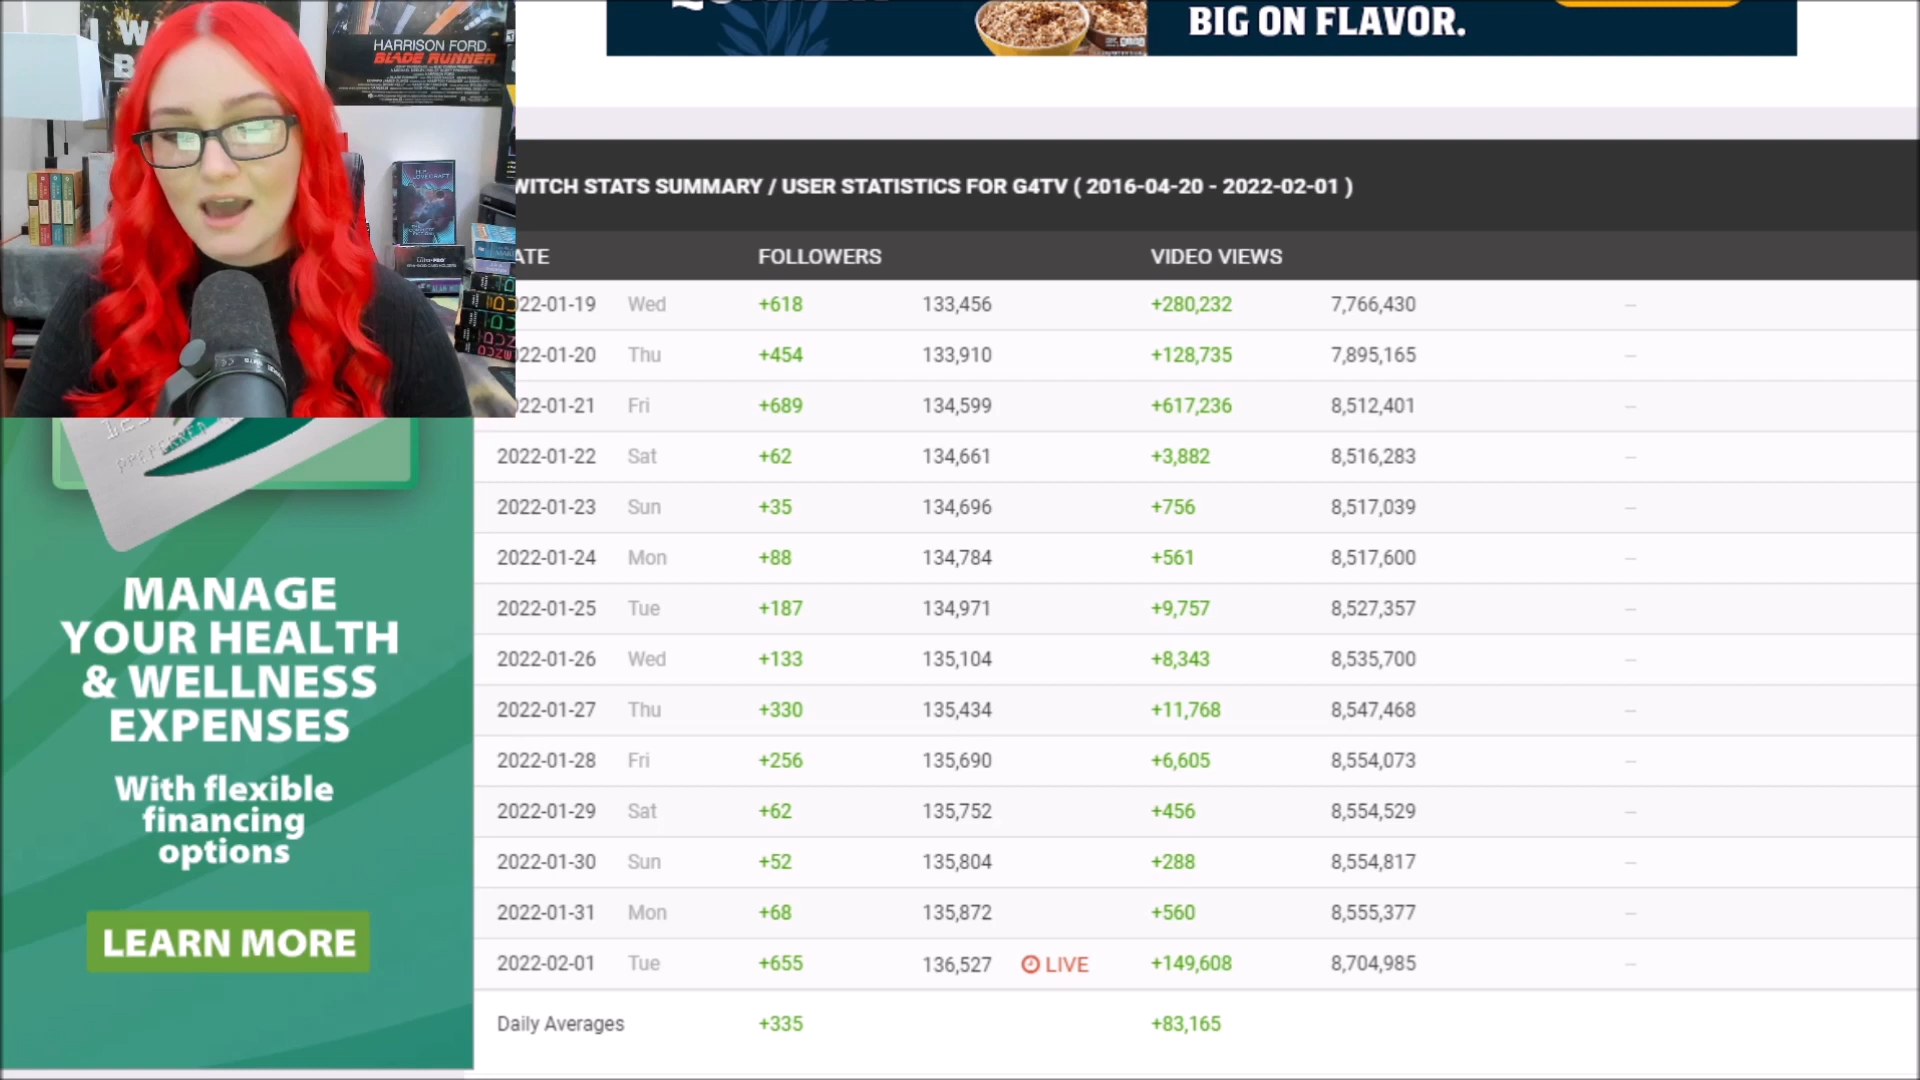 BIG ON FLAVOR.
HARRISON FORD
BLADE RUNNER
WITCH STATS SUMMARY / USER STATISTICS FOR G4TV ( 2016-04-20 - 2022-02-01 )
ATE FOLLOWERS VIDEO VIEWS
22-01-19 Wed +618 133,456 +280,232 7,766,430 --
22-01-20 Thu +454 133,910 +128,735 7,895,165 --
22-01-21 Fri +689 134,599 +617,236 8,512,401 --
2022-01-22 Sat +62 134,661 +3,882 8,516,283 --
2022-01-23 Sun +35 134,696 +756 8,517,039 --
2022-01-24 Mon +88 134,784 +561 8,517,600 --
2022-01-25 Tue +187 134,971 +9,757 8,527,357 --
2022-01-26 Wed +133 135,104 +8,343 8,535,700 --
2022-01-27 Thu +330 135,434 +11,768 8,547,468 --
2022-01-28 Fri +256 135,690 +6,605 8,554,073 --
2022-01-29 Sat +62 135,752 +456 8,554,529 --
2022-01-30 Sun +52 135,804 +288 8,554,817 --
2022-01-31 Mon +68 135,872 +560 8,555,377 --
2022-02-01 Tue +655 136,527 LIVE +149,608 8,704,985 --
Daily Averages +335 +83,165
PREFERRED
MANAGE
YOUR HEALTH
& WELLNESS
EXPENSES
With flexible
financing
options
LEARN MORE